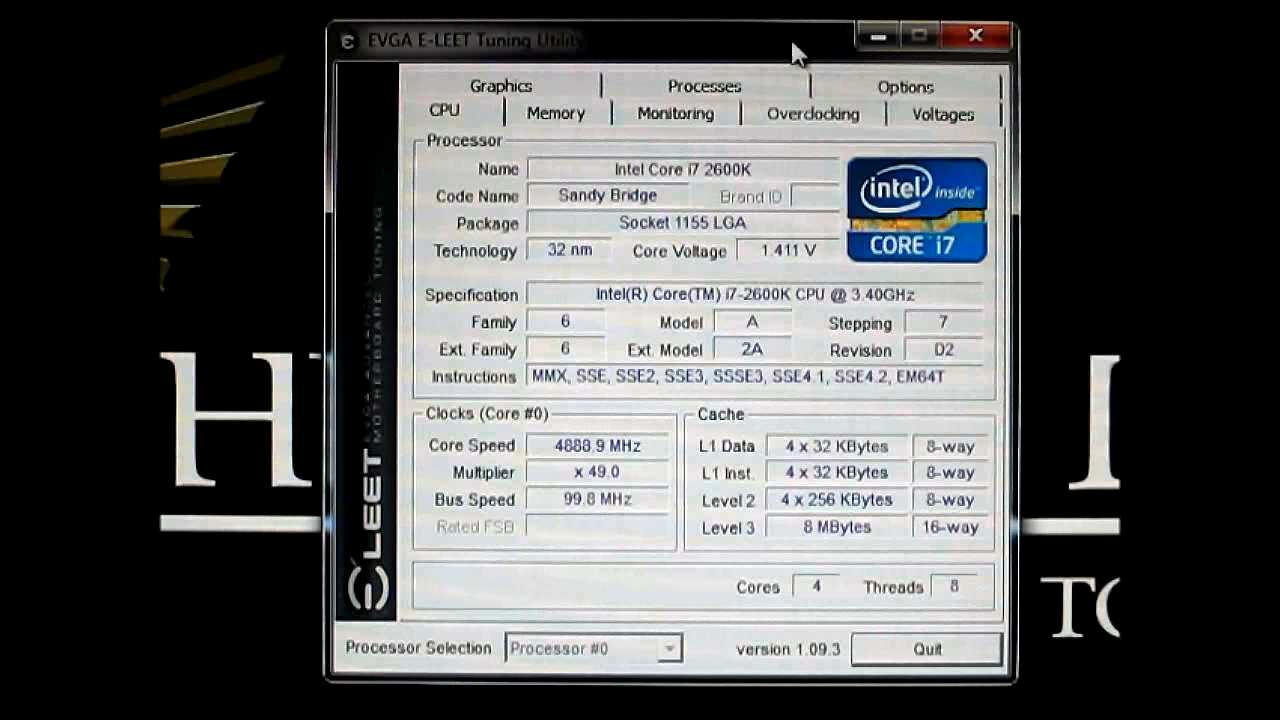 EVGA E-LEET Tuning Utility
Graphics Processes Options
CPU Memory Monitoring Overclocking Voltages
Processor
Name Intel Core i7 2600K
Code Name Sandy Bridge Brand ID
Package Socket 1155 LGA
Technology 32 nm Core Voltage 1.411 V
intel inside™
CORE i7
Specification Intel(R) Core(TM) i7-2600K CPU @ 3.40GHz
Family 6 Model A Stepping 7
Ext. Family 6 Ext. Model 2A Revision D2
Instructions MMX, SSE, SSE2, SSE3, SSSE3, SSE4.1, SSE4.2, EM64T
Clocks (Core #0) Cache
Core Speed 4888.9 MHz L1 Data 4 x 32 KBytes 8-way
Multiplier x 49.0 L1 Inst. 4 x 32 KBytes 8-way
Bus Speed 99.8 MHz Level 2 4 x 256 KBytes 8-way
Rated FSB Level 3 8 MBytes 16-way
Cores 4 Threads 8
Processor Selection Processor #0 version 1.09.3 Quit
E-LEET
MOTHERBOARD TUNING
H
TO